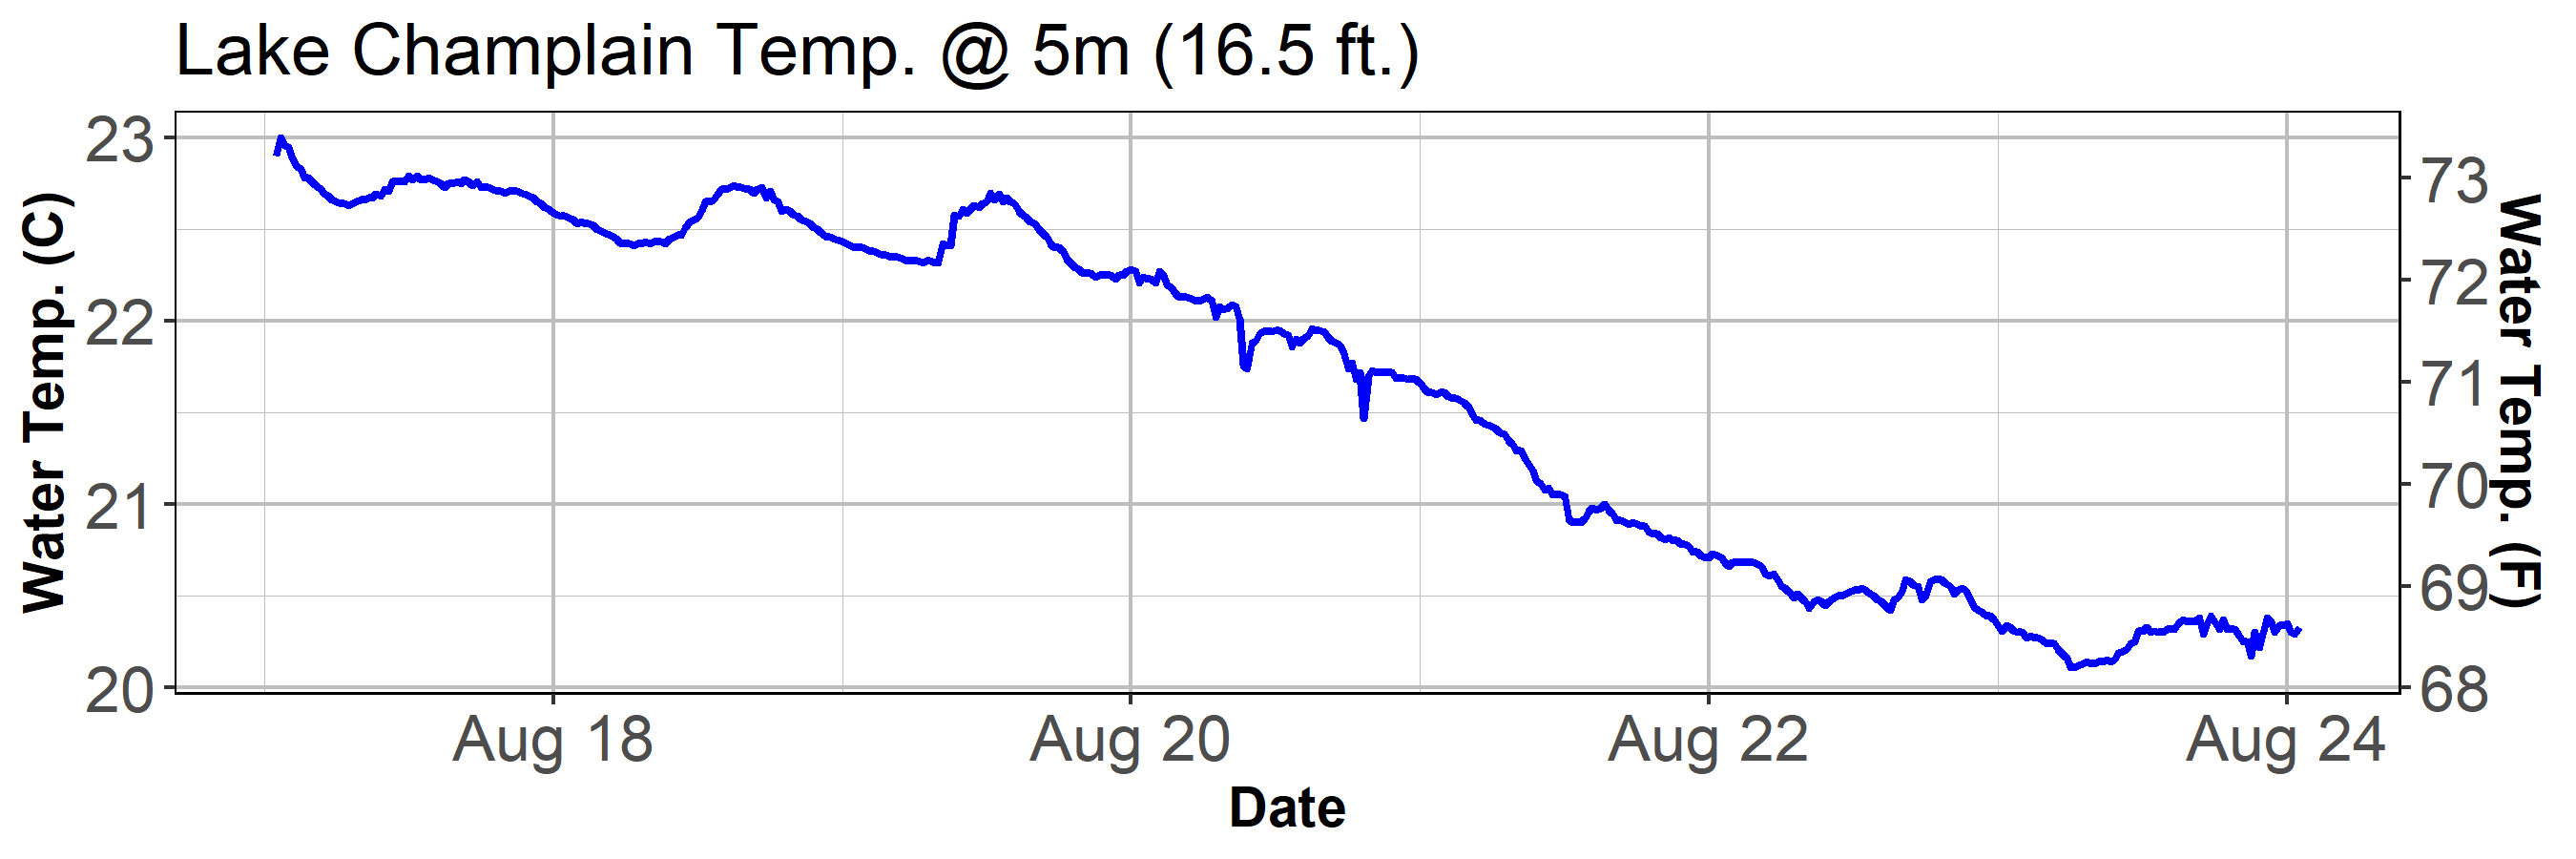 Lake Champlain Temp. @ 5m (16.5 ft.)
Water Temp. (C)
23
22
21
20
73
72
71
70
69
68
Water Temp. (F)
Aug 18
Aug 20
Aug 22
Aug 24
Date